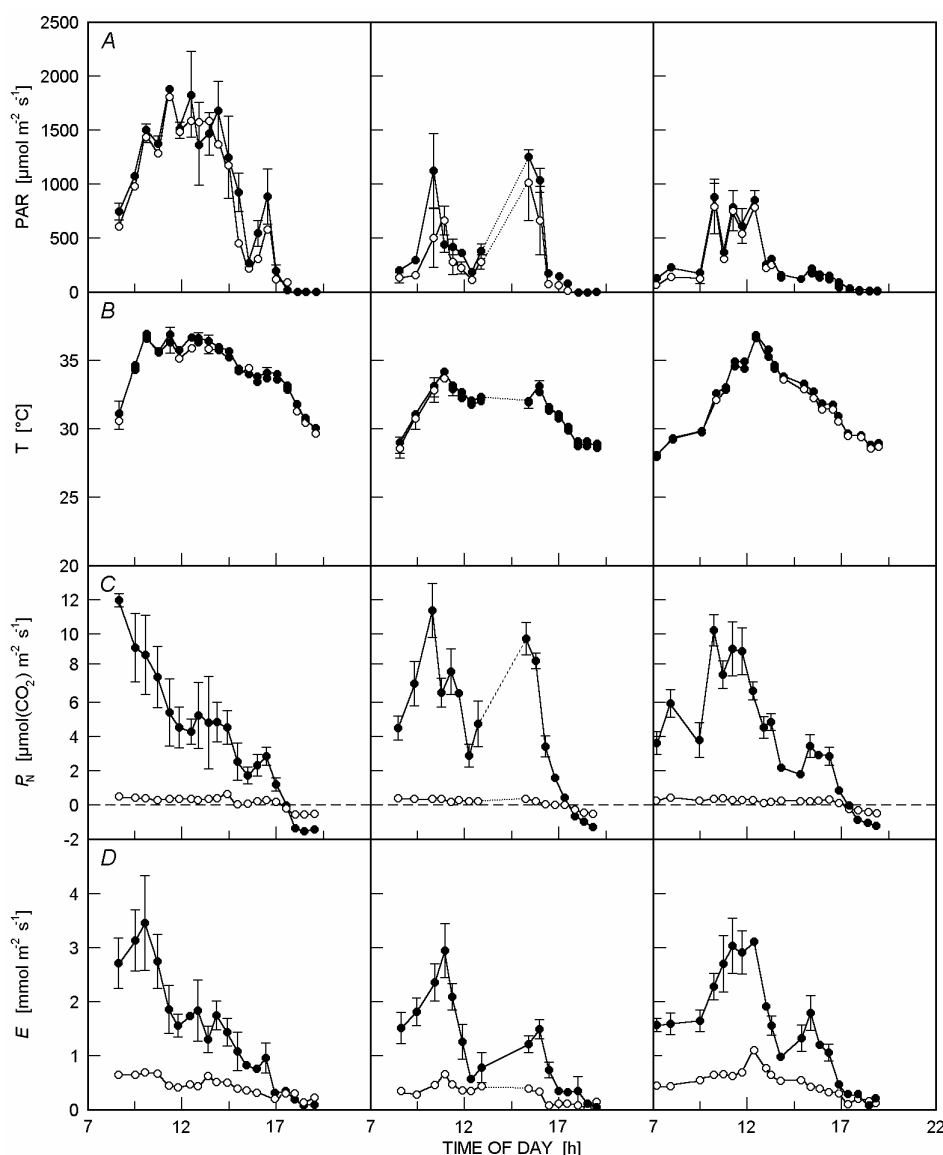 2500
A
2000
1500
1000
500
0
PAR [µmol m⁻² s⁻¹]
B
35
30
25
20
T [°C]
C
12
10
8
6
4
2
0
-2
P_N [µmol(CO₂) m⁻² s⁻¹]
D
4
3
2
1
0
E [mmol m⁻² s⁻¹]
7 12 17 7 12 17 7 12 17 22
TIME OF DAY [h]